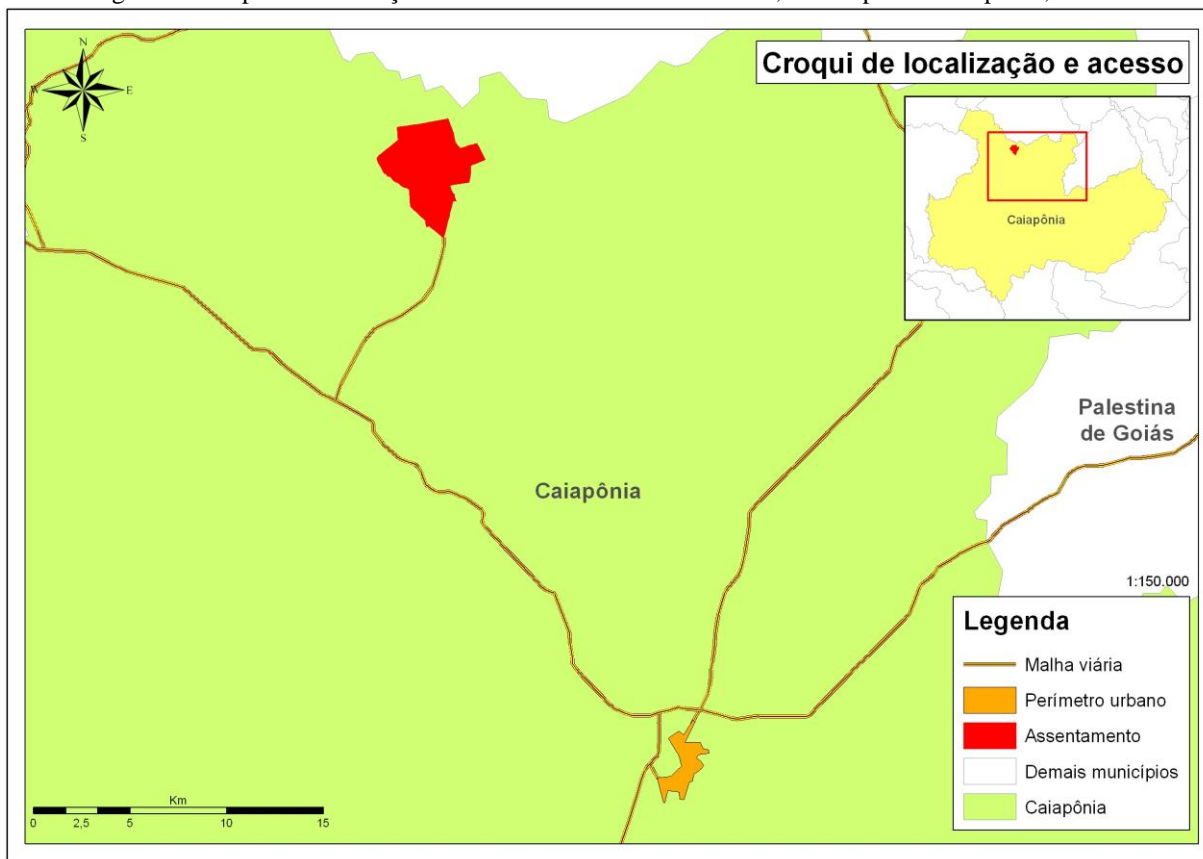 Croqui de localização e acesso
N
E
S
Caiapônia
Palestina
de Goiás
Caiapônia
1:150.000
Legenda
Malha viária
Perímetro urbano
Assentamento
Demais municípios
Caiapônia
Km
0 2,5 5 10 15